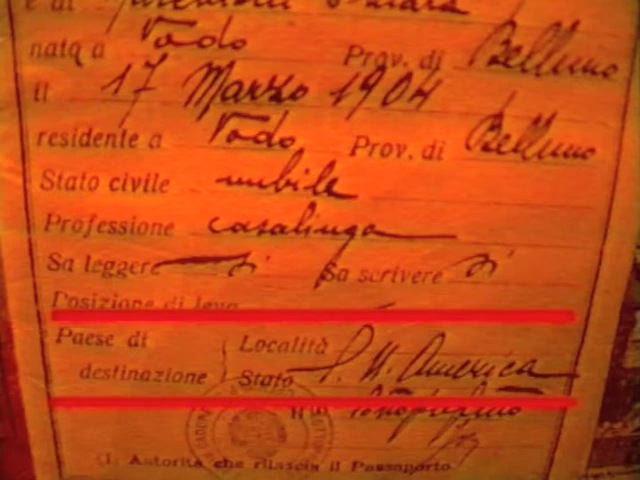 e di
nata a Vodo Prov. di Belluno
il 17 Marzo 1904
residente a Vodo Prov. di Belluno
Stato civile nubile
Professione casalinga
Sa leggere si Sa scrivere si
Posizione di leva
Paese di Località
destinazione Stato S. U. America
(1) Autorità che rilascia il Passaporto